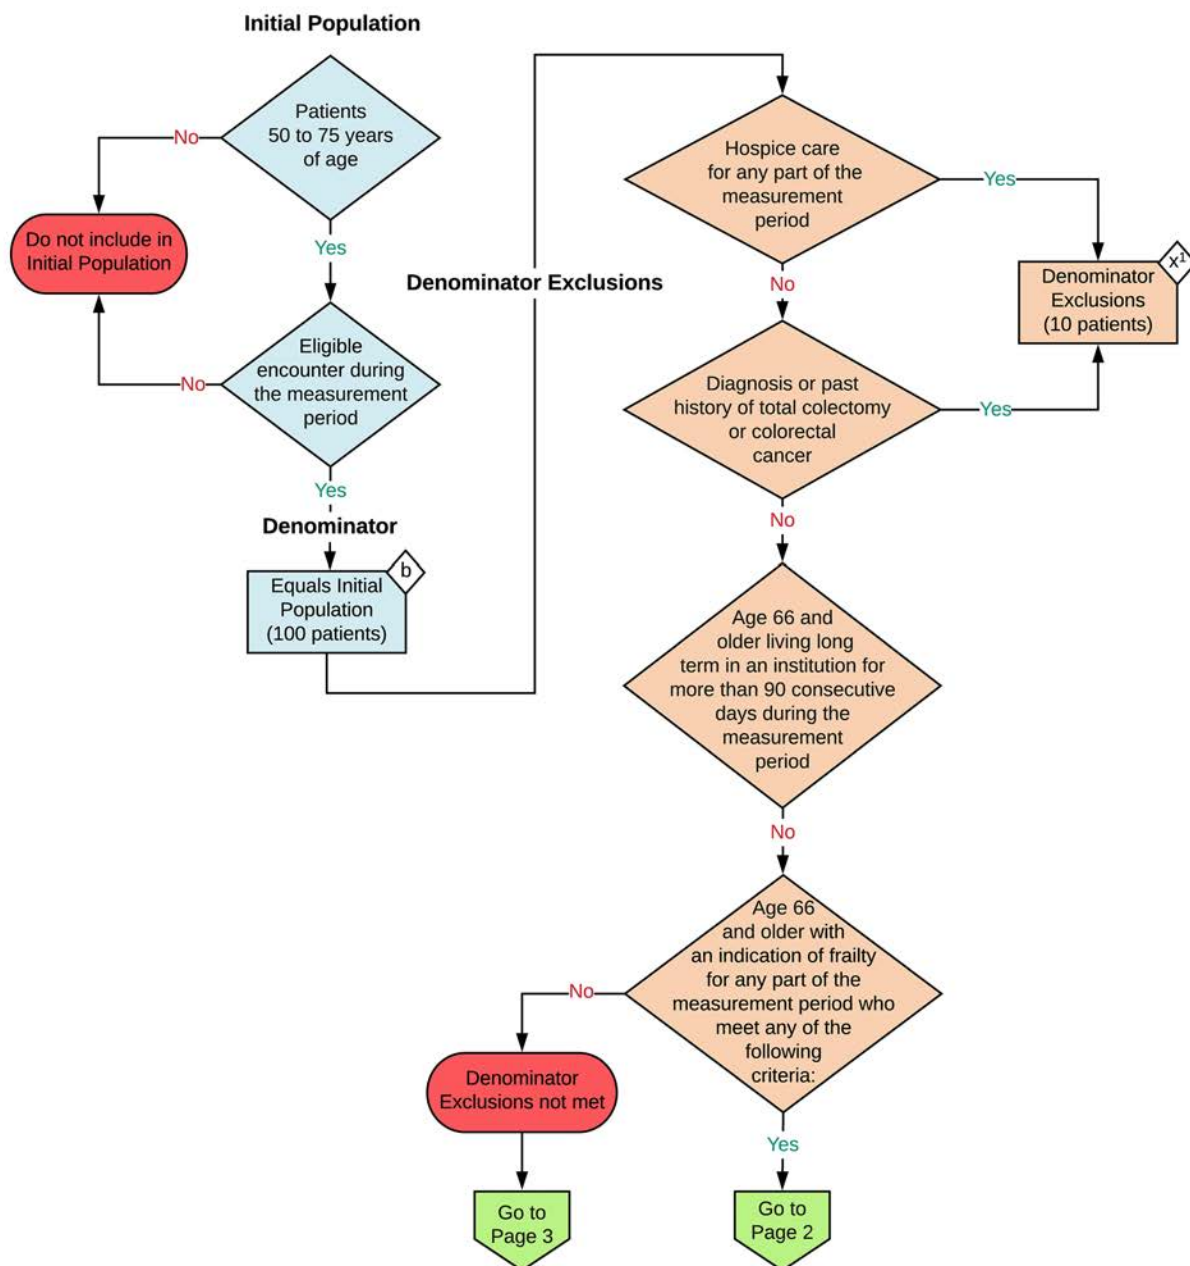 Initial Population
Patients
50 to 75 years
of age
No
Do not include in
Initial Population
Yes
Eligible
encounter during
the measurement
period
No
Yes
Denominator
b
Equals Initial
Population
(100 patients)
Denominator Exclusions
Hospice care
for any part of the
measurement
period
Yes
x¹
Denominator
Exclusions
(10 patients)
No
Diagnosis or past
history of total colectomy
or colorectal
cancer
Yes
No
Age 66 and
older living long
term in an institution for
more than 90 consecutive
days during the
measurement
period
No
Age 66
and older with
an indication of frailty
for any part of the
measurement period who
meet any of the
following
criteria:
No
Denominator
Exclusions not met
Go to
Page 3
Yes
Go to
Page 2